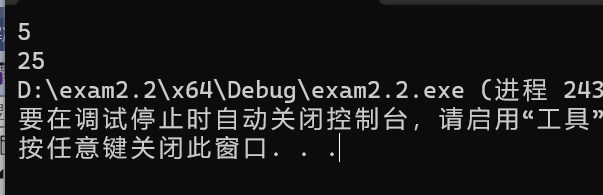 5
25
D:\exam2.2\x64\Debug\exam2.2.exe (进程 243
要在调试停止时自动关闭控制台，请启用“工具”
按任意键关闭此窗口. . .